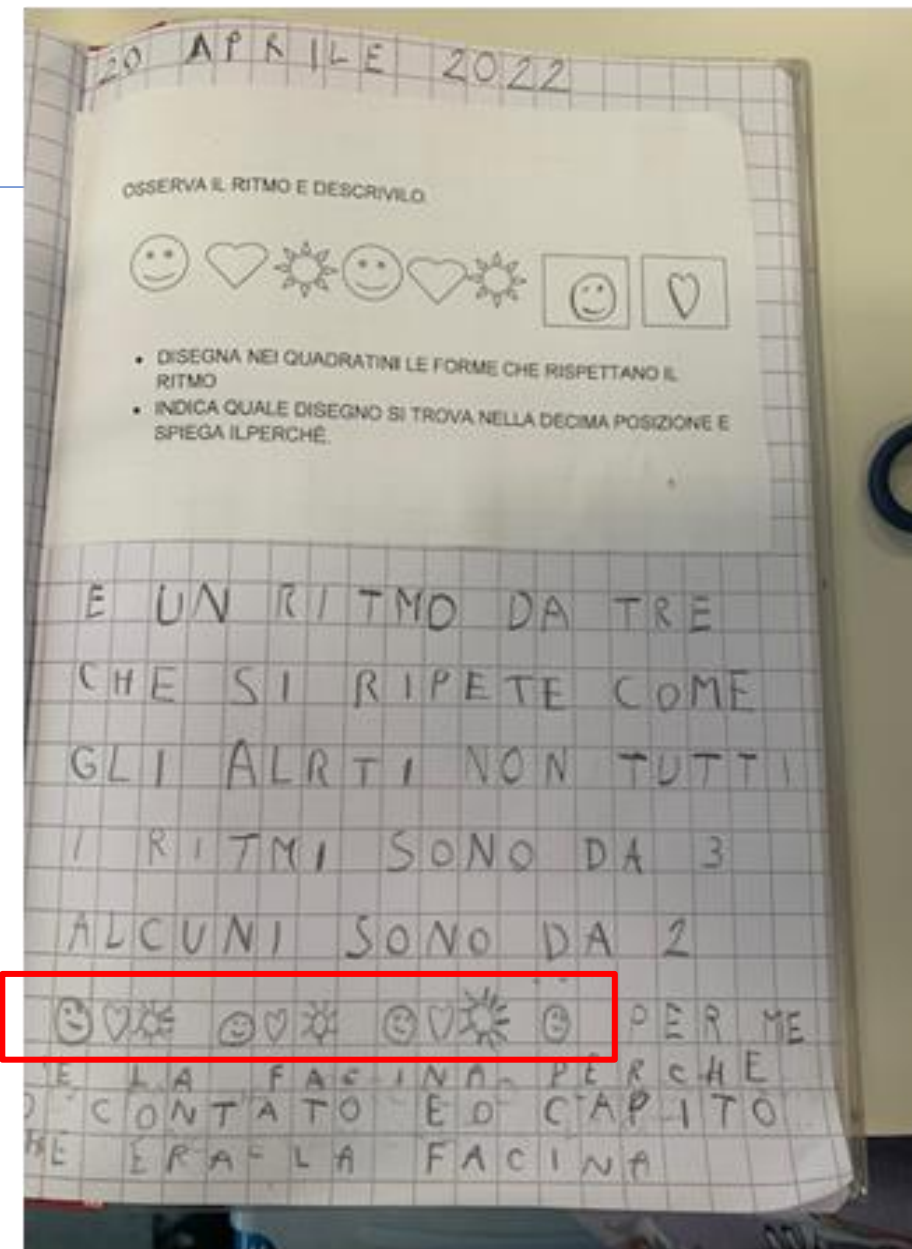 20 APRILE 2022
OSSERVA IL RITMO E DESCRIVILO.
• DISEGNA NEI QUADRATINI LE FORME CHE RISPETTANO IL
RITMO
• INDICA QUALE DISEGNO SI TROVA NELLA DECIMA POSIZIONE E
SPIEGA ILPERCHÉ.
E UN RITMO DA TRE
CHE SI RIPETE COME
GLI ALRTI NON TUTTI
I RITMI SONO DA 3
ALCUNI SONO DA 2
PER ME
E LA FACINA PERCHE
CONTATO E O CAPITO
HE ERA LA FACINA